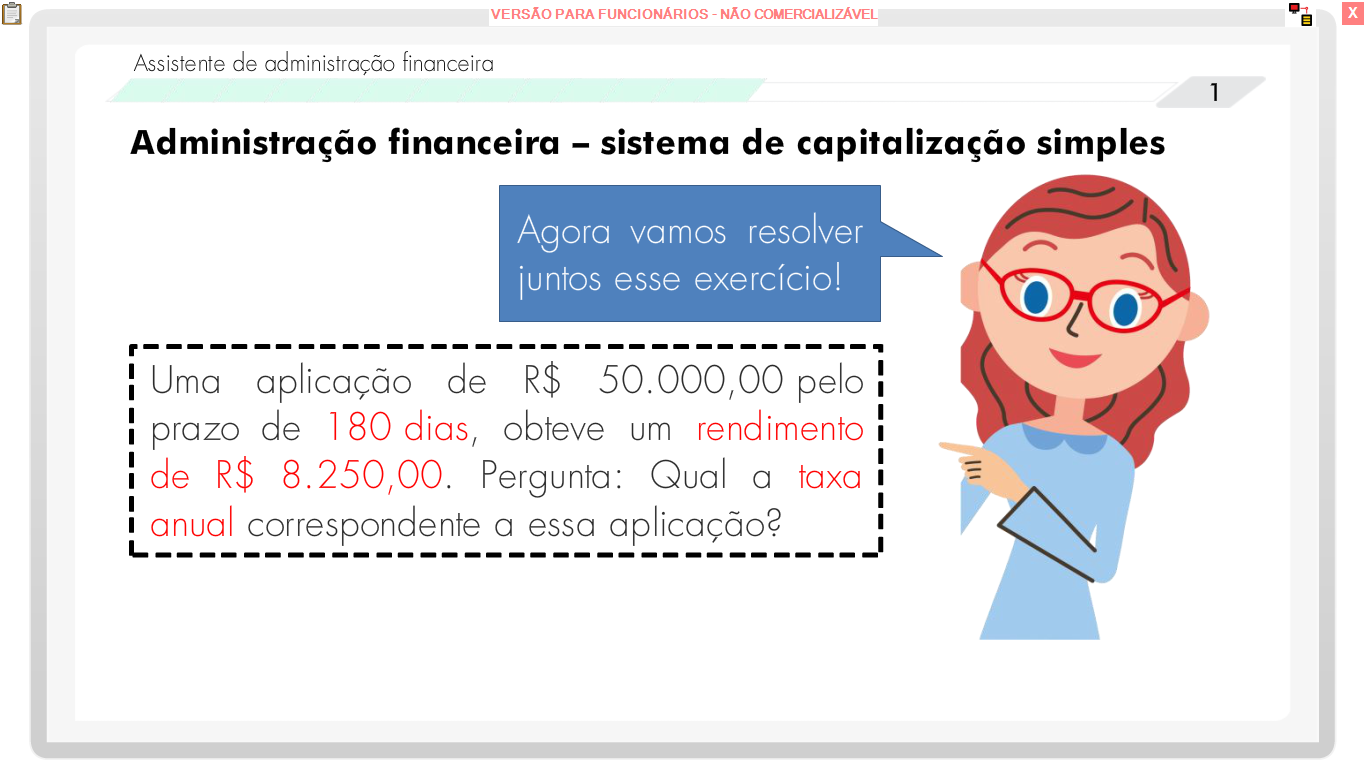 VERSÃO PARA FUNCIONÁRIOS - NÃO COMERCIALIZÁVEL
X
Assistente de administração financeira
1
Administração financeira – sistema de capitalização simples
Agora vamos resolver
juntos esse exercício!
Uma aplicação de R$ 50.000,00 pelo
prazo de 180 dias, obteve um rendimento
de R$ 8.250,00. Pergunta: Qual a taxa
anual correspondente a essa aplicação?